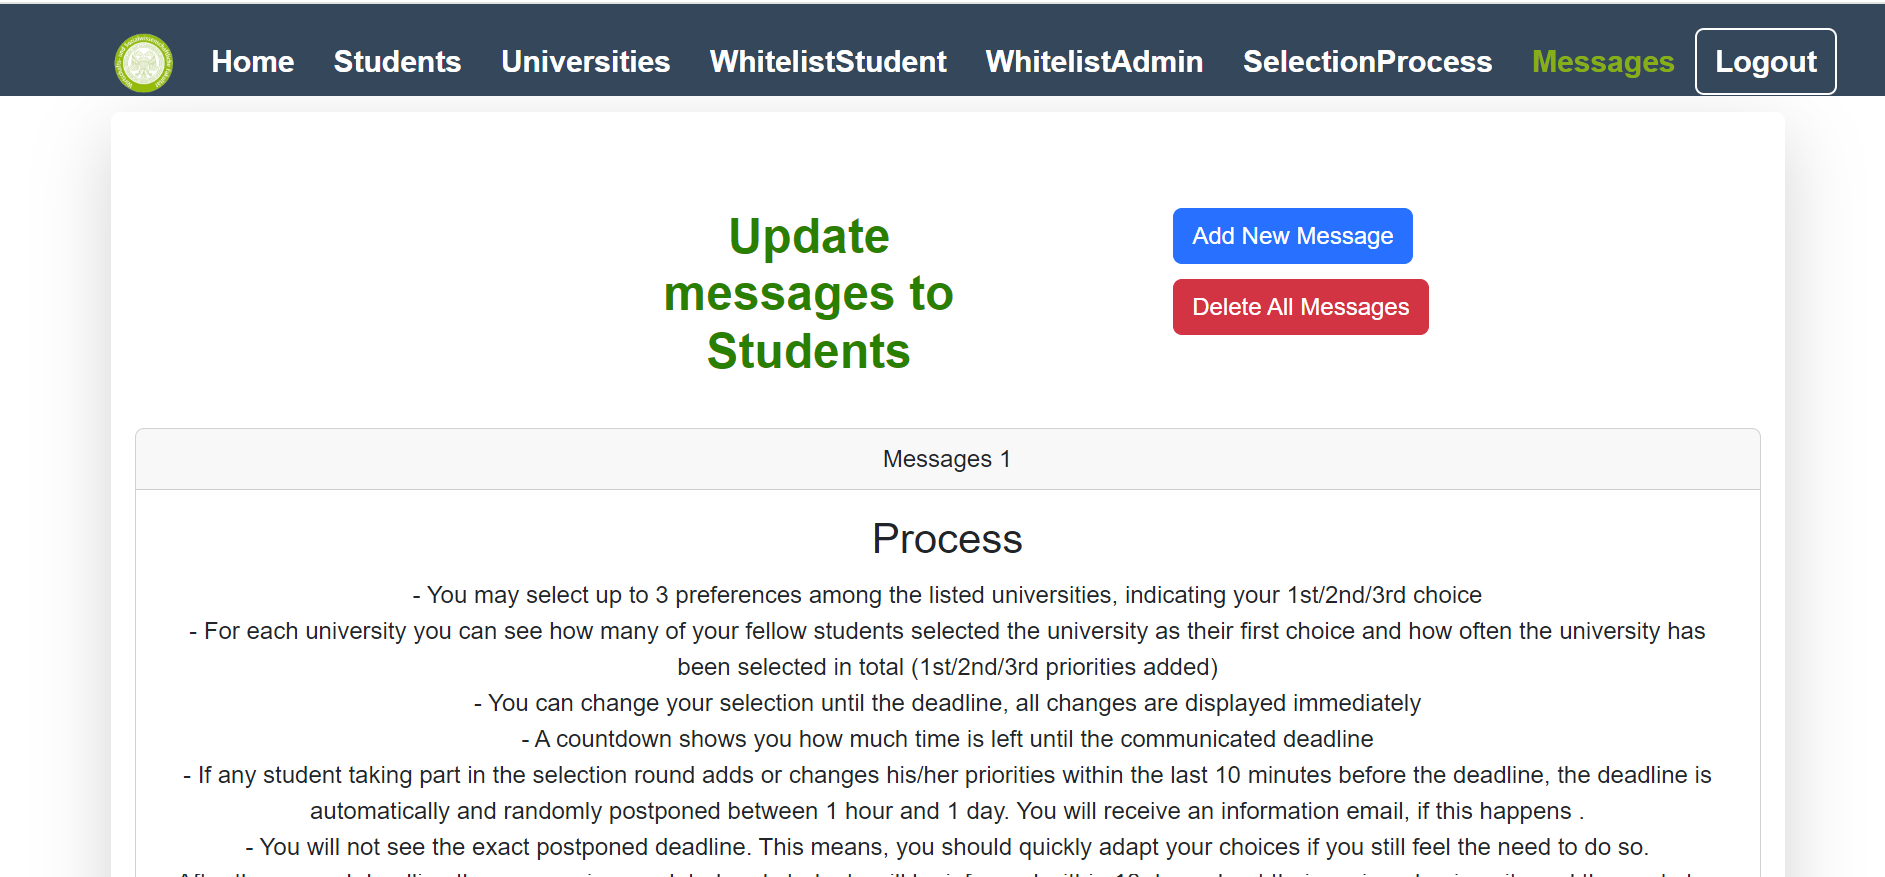 Home Students Universities WhitelistStudent WhitelistAdmin SelectionProcess Messages Logout
Update
messages to
Students
Add New Message
Delete All Messages
Messages 1
Process
- You may select up to 3 preferences among the listed universities, indicating your 1st/2nd/3rd choice
- For each university you can see how many of your fellow students selected the university as their first choice and how often the university has
been selected in total (1st/2nd/3rd priorities added)
- You can change your selection until the deadline, all changes are displayed immediately
- A countdown shows you how much time is left until the communicated deadline
- If any student taking part in the selection round adds or changes his/her priorities within the last 10 minutes before the deadline, the deadline is
automatically and randomly postponed between 1 hour and 1 day. You will receive an information email, if this happens .
- You will not see the exact postponed deadline. This means, you should quickly adapt your choices if you still feel the need to do so.